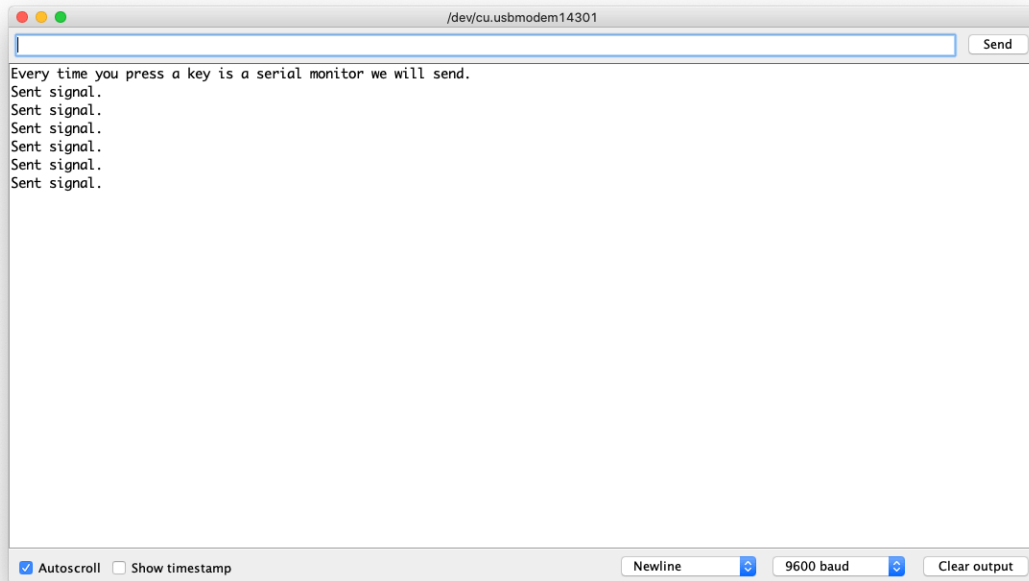 /dev/cu.usbmodem14301
Send
Every time you press a key is a serial monitor we will send.
Sent signal.
Sent signal.
Sent signal.
Sent signal.
Sent signal.
Sent signal.
Autoscroll Show timestamp Newline 9600 baud Clear output